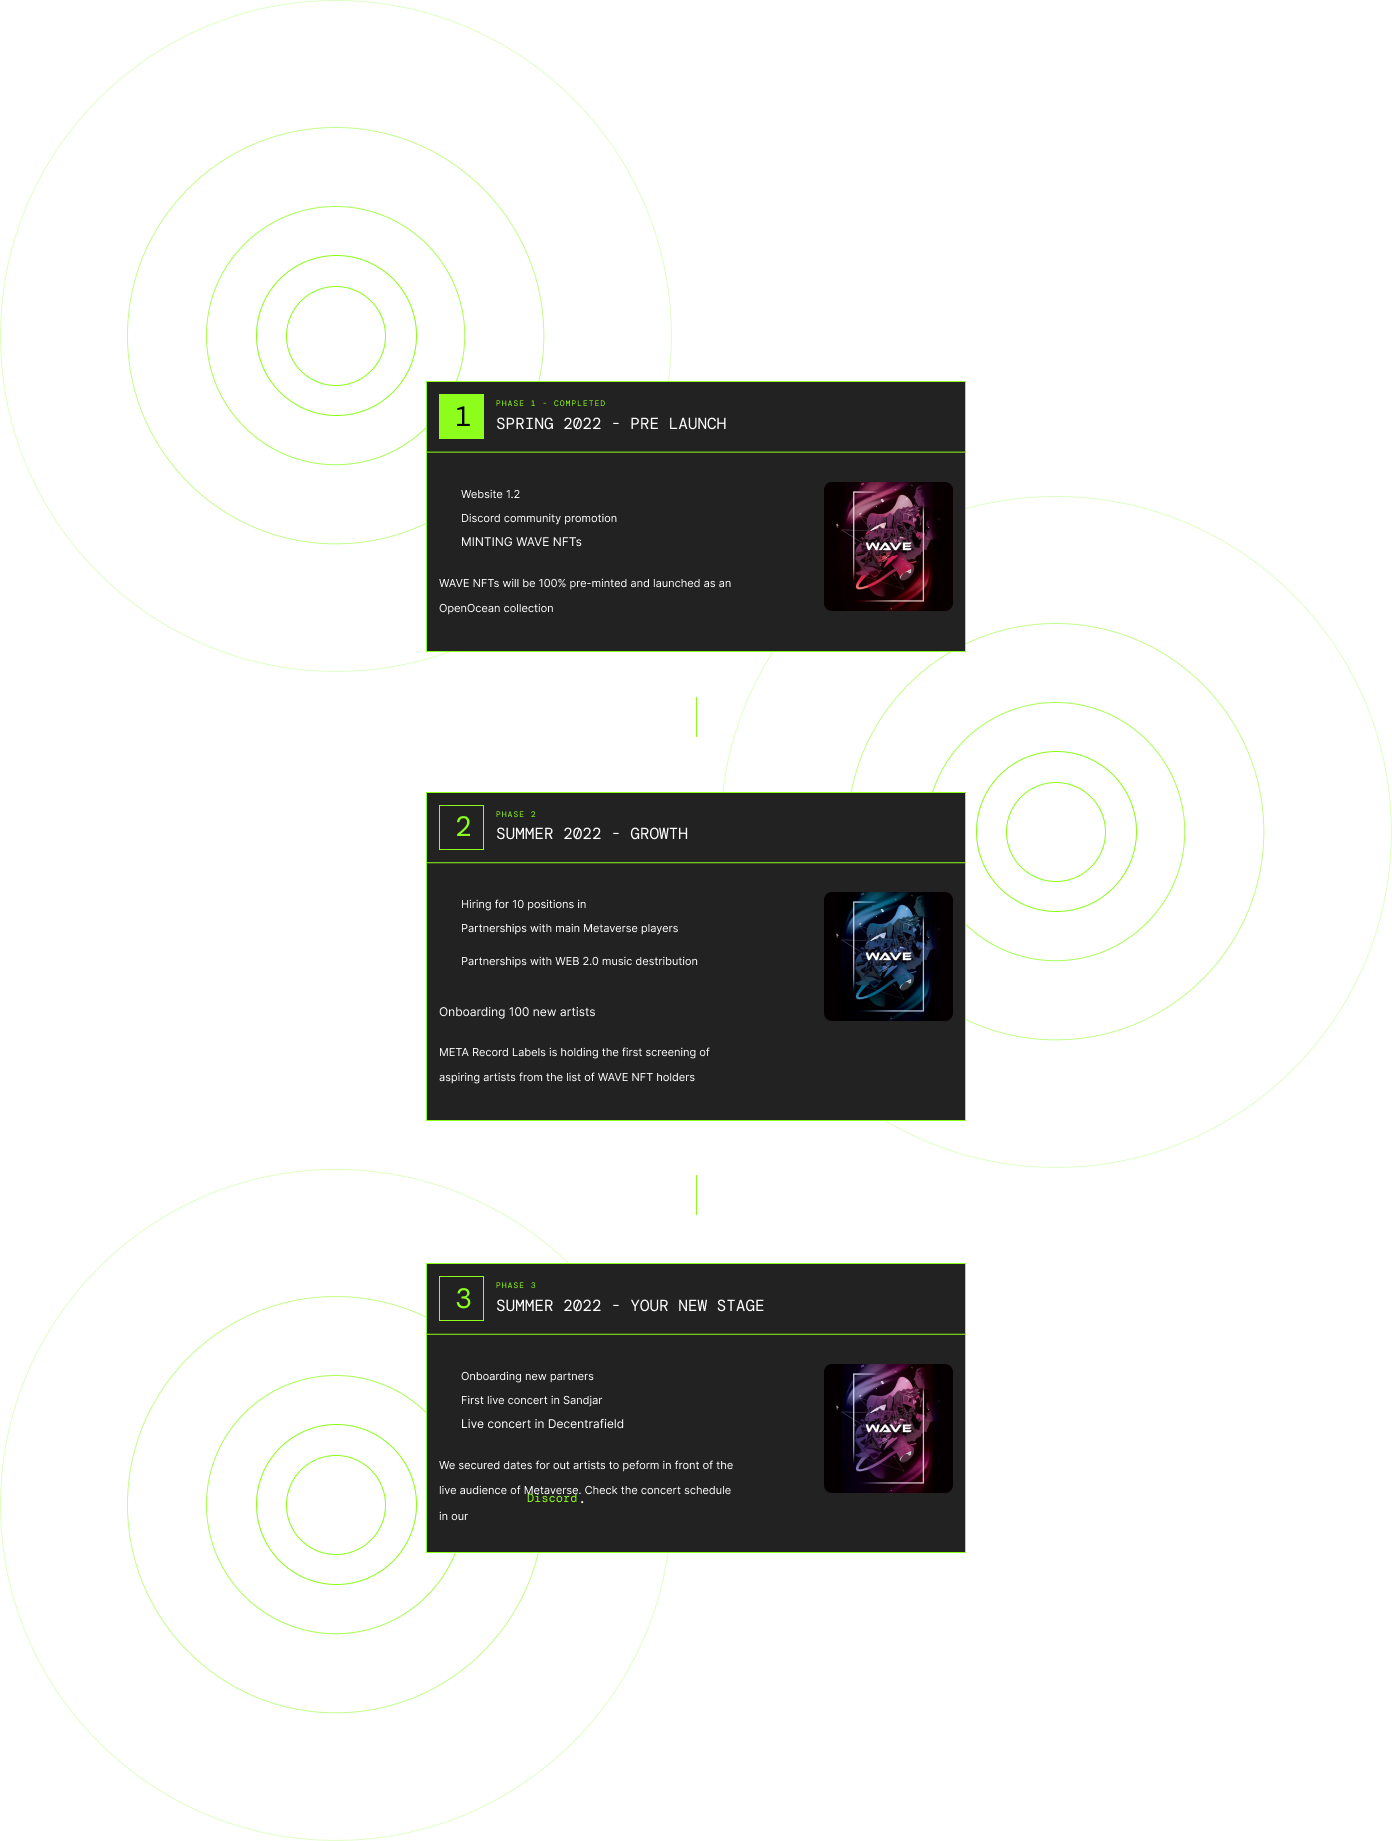 1
PHASE 1 - COMPLETED
SPRING 2022 - PRE LAUNCH
Website 1.2
Discord community promotion
MINTING WAVE NFTs
WAVE NFTs will be 100% pre-minted and launched as an
OpenOcean collection
WAVE
2
PHASE 2
SUMMER 2022 - GROWTH
Hiring for 10 positions in
Partnerships with main Metaverse players
Partnerships with WEB 2.0 music destribution
Onboarding 100 new artists
META Record Labels is holding the first screening of
aspiring artists from the list of WAVE NFT holders
WAVE
3
PHASE 3
SUMMER 2022 - YOUR NEW STAGE
Onboarding new partners
First live concert in Sandjar
Live concert in Decentrafield
We secured dates for out artists to peform in front of the
live audience of Metaverse. Check the concert schedule
Discord.
in our
WAVE